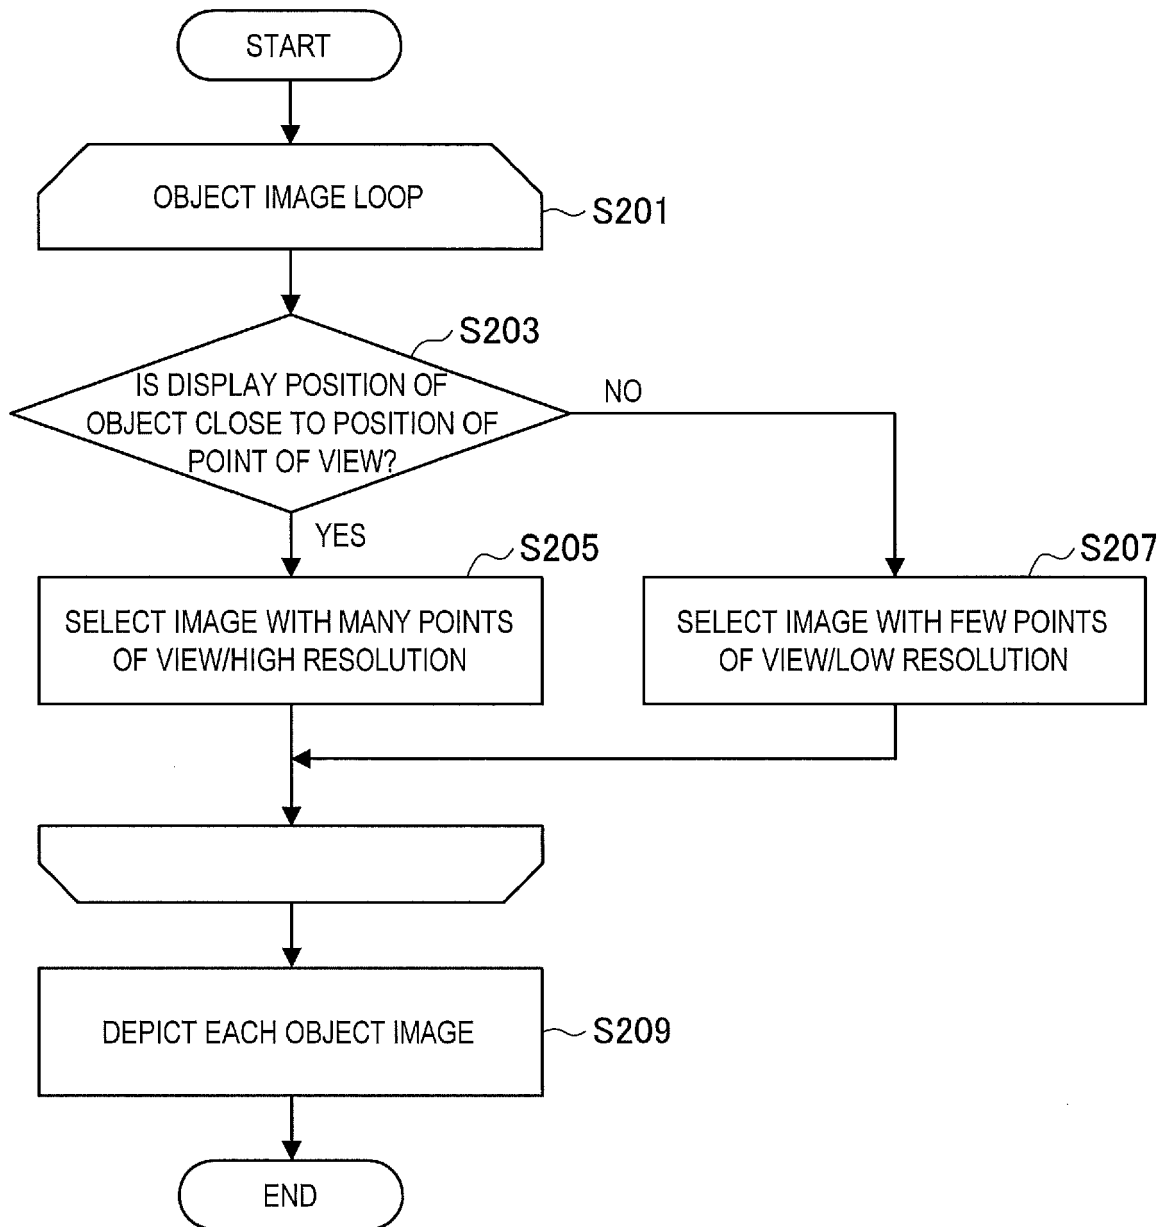 START
OBJECT IMAGE LOOP
S201
S203
IS DISPLAY POSITION OF
OBJECT CLOSE TO POSITION OF
POINT OF VIEW?
NO
YES
S205
SELECT IMAGE WITH MANY POINTS
OF VIEW/HIGH RESOLUTION
S207
SELECT IMAGE WITH FEW POINTS
OF VIEW/LOW RESOLUTION
DEPICT EACH OBJECT IMAGE
S209
END